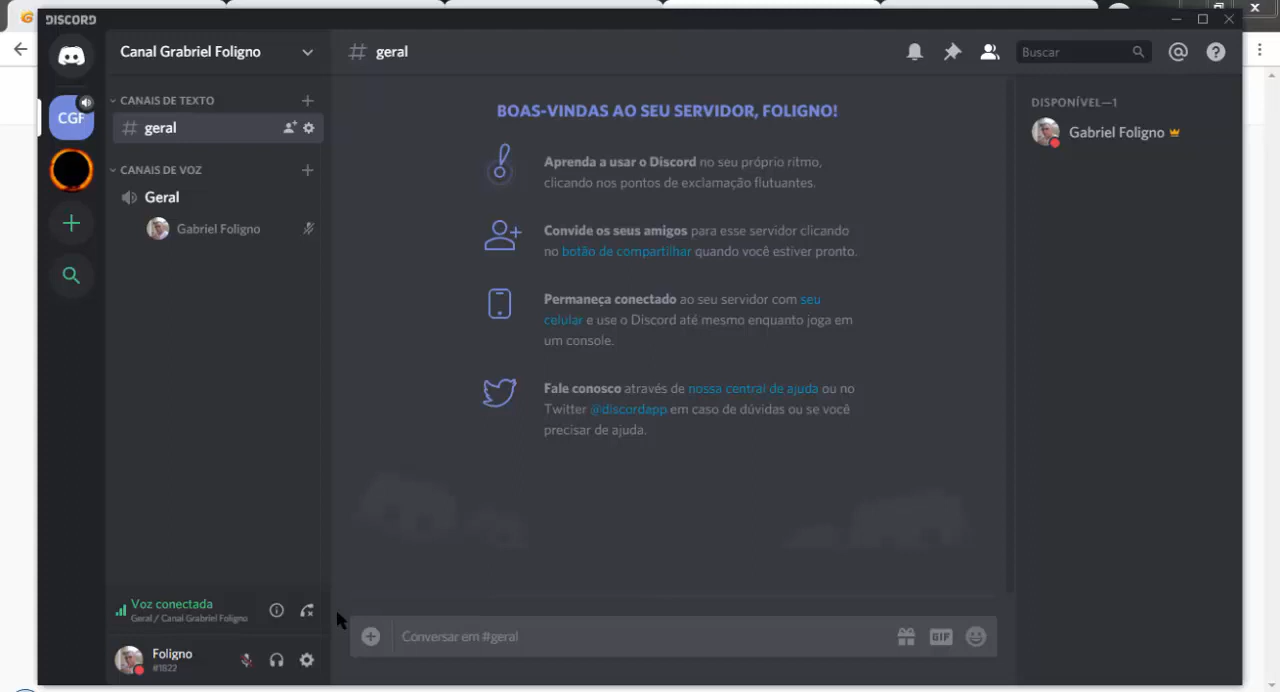 DISCORD
Canal Grabriel Foligno
CGF
CANAIS DE TEXTO
geral
CANAIS DE VOZ
Geral
Gabriel Foligno
Voz conectada
Geral / Canal Grabriel Foligno
Foligno
#1822
# geral
Buscar
BOAS-VINDAS AO SEU SERVIDOR, FOLIGNO!
Aprenda a usar o Discord no seu próprio ritmo,
clicando nos pontos de exclamação flutuantes.
Convide os seus amigos para esse servidor clicando
no botão de compartilhar quando você estiver pronto.
Permaneça conectado ao seu servidor com seu
celular e use o Discord até mesmo enquanto joga em
um console.
Fale conosco através de nossa central de ajuda ou no
Twitter @discordapp em caso de dúvidas ou se você
precisar de ajuda.
Conversar em #geral
GIF
DISPONÍVEL—1
Gabriel Foligno